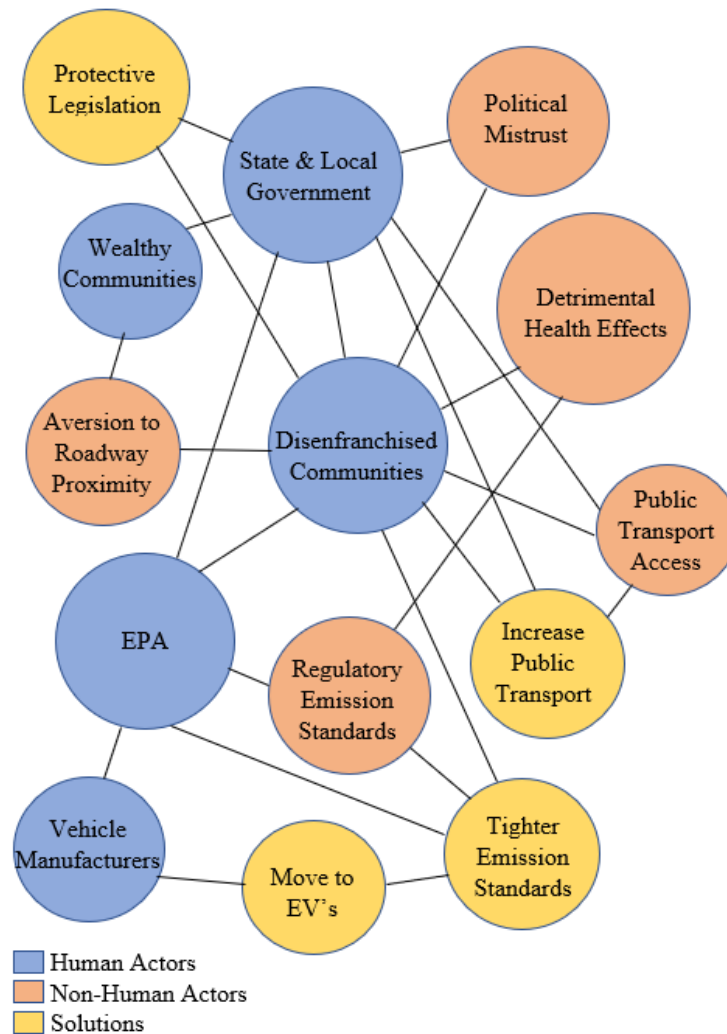 Protective
Legislation
State & Local
Government
Political
Mistrust
Wealthy
Communities
Detrimental
Health Effects
Aversion to
Roadway
Proximity
Disenfranchised
Communities
Public
Transport
Access
EPA
Regulatory
Emission
Standards
Increase
Public
Transport
Vehicle
Manufacturers
Move to
EV's
Tighter
Emission
Standards
Human Actors
Non-Human Actors
Solutions